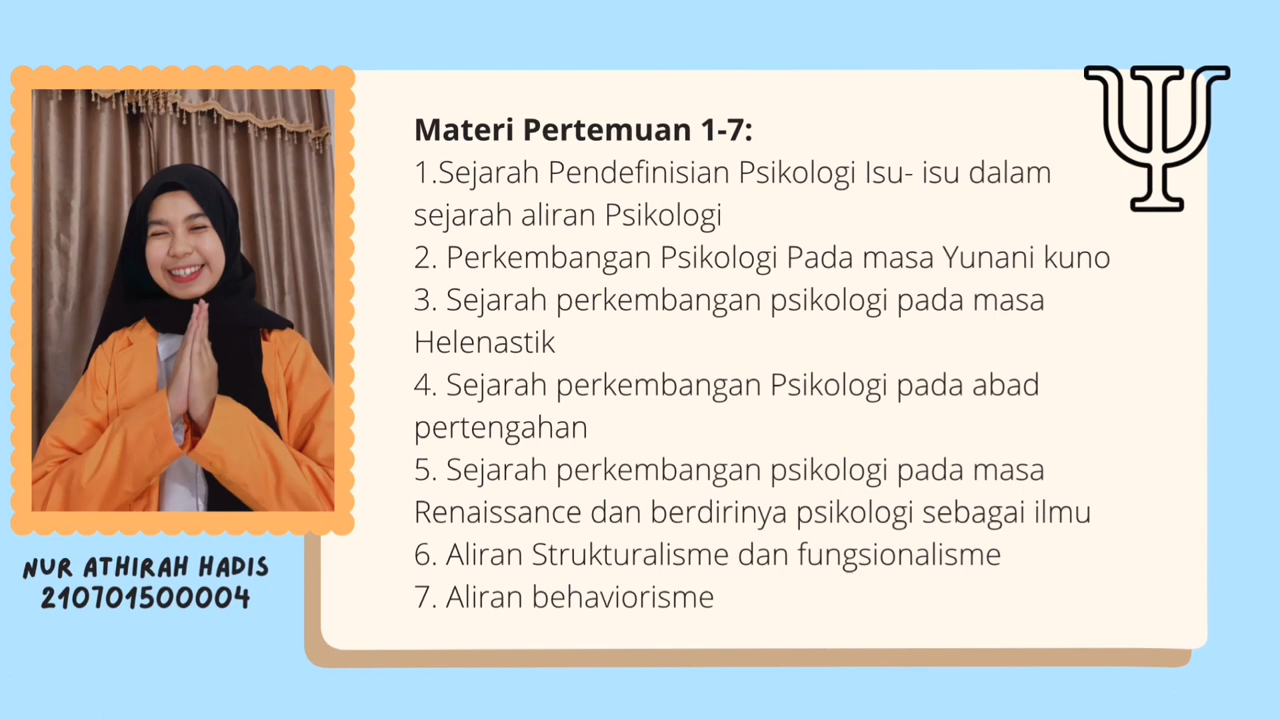 Materi Pertemuan 1-7:
1.Sejarah Pendefinisian Psikologi Isu- isu dalam
sejarah aliran Psikologi
2. Perkembangan Psikologi Pada masa Yunani kuno
3. Sejarah perkembangan psikologi pada masa
Helenastik
4. Sejarah perkembangan Psikologi pada abad
pertengahan
5. Sejarah perkembangan psikologi pada masa
Renaissance dan berdirinya psikologi sebagai ilmu
6. Aliran Strukturalisme dan fungsionalisme
7. Aliran behaviorisme
NUR ATHIRAH HADIS
210701500004